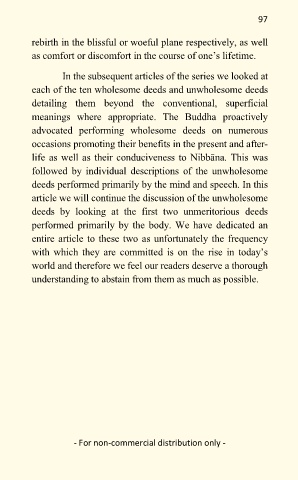 97
rebirth in the blissful or woeful plane respectively, as well
as comfort or discomfort in the course of one’s lifetime.
In the subsequent articles of the series we looked at
each of the ten wholesome deeds and unwholesome deeds
detailing them beyond the conventional, superficial
meanings where appropriate. The Buddha proactively
advocated performing wholesome deeds on numerous
occasions promoting their benefits in the present and after-
life as well as their conduciveness to Nibbāna. This was
followed by individual descriptions of the unwholesome
deeds performed primarily by the mind and speech. In this
article we will continue the discussion of the unwholesome
deeds by looking at the first two unmeritorious deeds
performed primarily by the body. We have dedicated an
entire article to these two as unfortunately the frequency
with which they are committed is on the rise in today’s
world and therefore we feel our readers deserve a thorough
understanding to abstain from them as much as possible.
- For non-commercial distribution only -